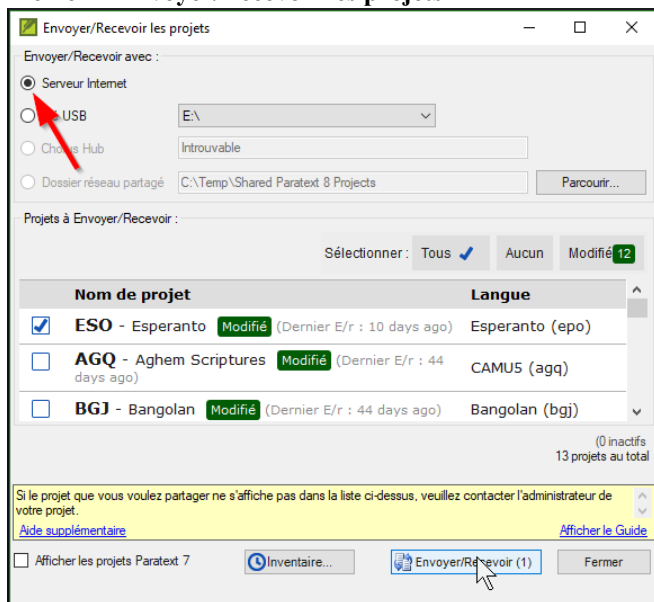 Envoyer/Recevoir les projets
Envoyer/Recevoir avec :
Serveur Internet
USB E:\
Chorus Hub Introuvable
Dossier réseau partagé C:\Temp\Shared Paratext 8 Projects Parcourir...
Projets à Envoyer/Recevoir :
Sélectionner : Tous Aucun Modifié 12
Nom de projet Langue
ESO - Esperanto Modifié (Dernier E/r : 10 days ago) Esperanto (epo)
AGQ - Aghem Scriptures Modifié (Dernier E/r : 44
days ago) CAMU5 (agq)
BGJ - Bangolan Modifié (Dernier E/r : 44 days ago) Bangolan (bgj)
(0 inactifs
13 projets au total
Si le projet que vous voulez partager ne s'affiche pas dans la liste ci-dessus, veuillez contacter l'administrateur de
votre projet.
Aide supplémentaire Afficher le Guide
Afficher les projets Paratext 7 Inventaire... Envoyer/Recevoir (1) Fermer